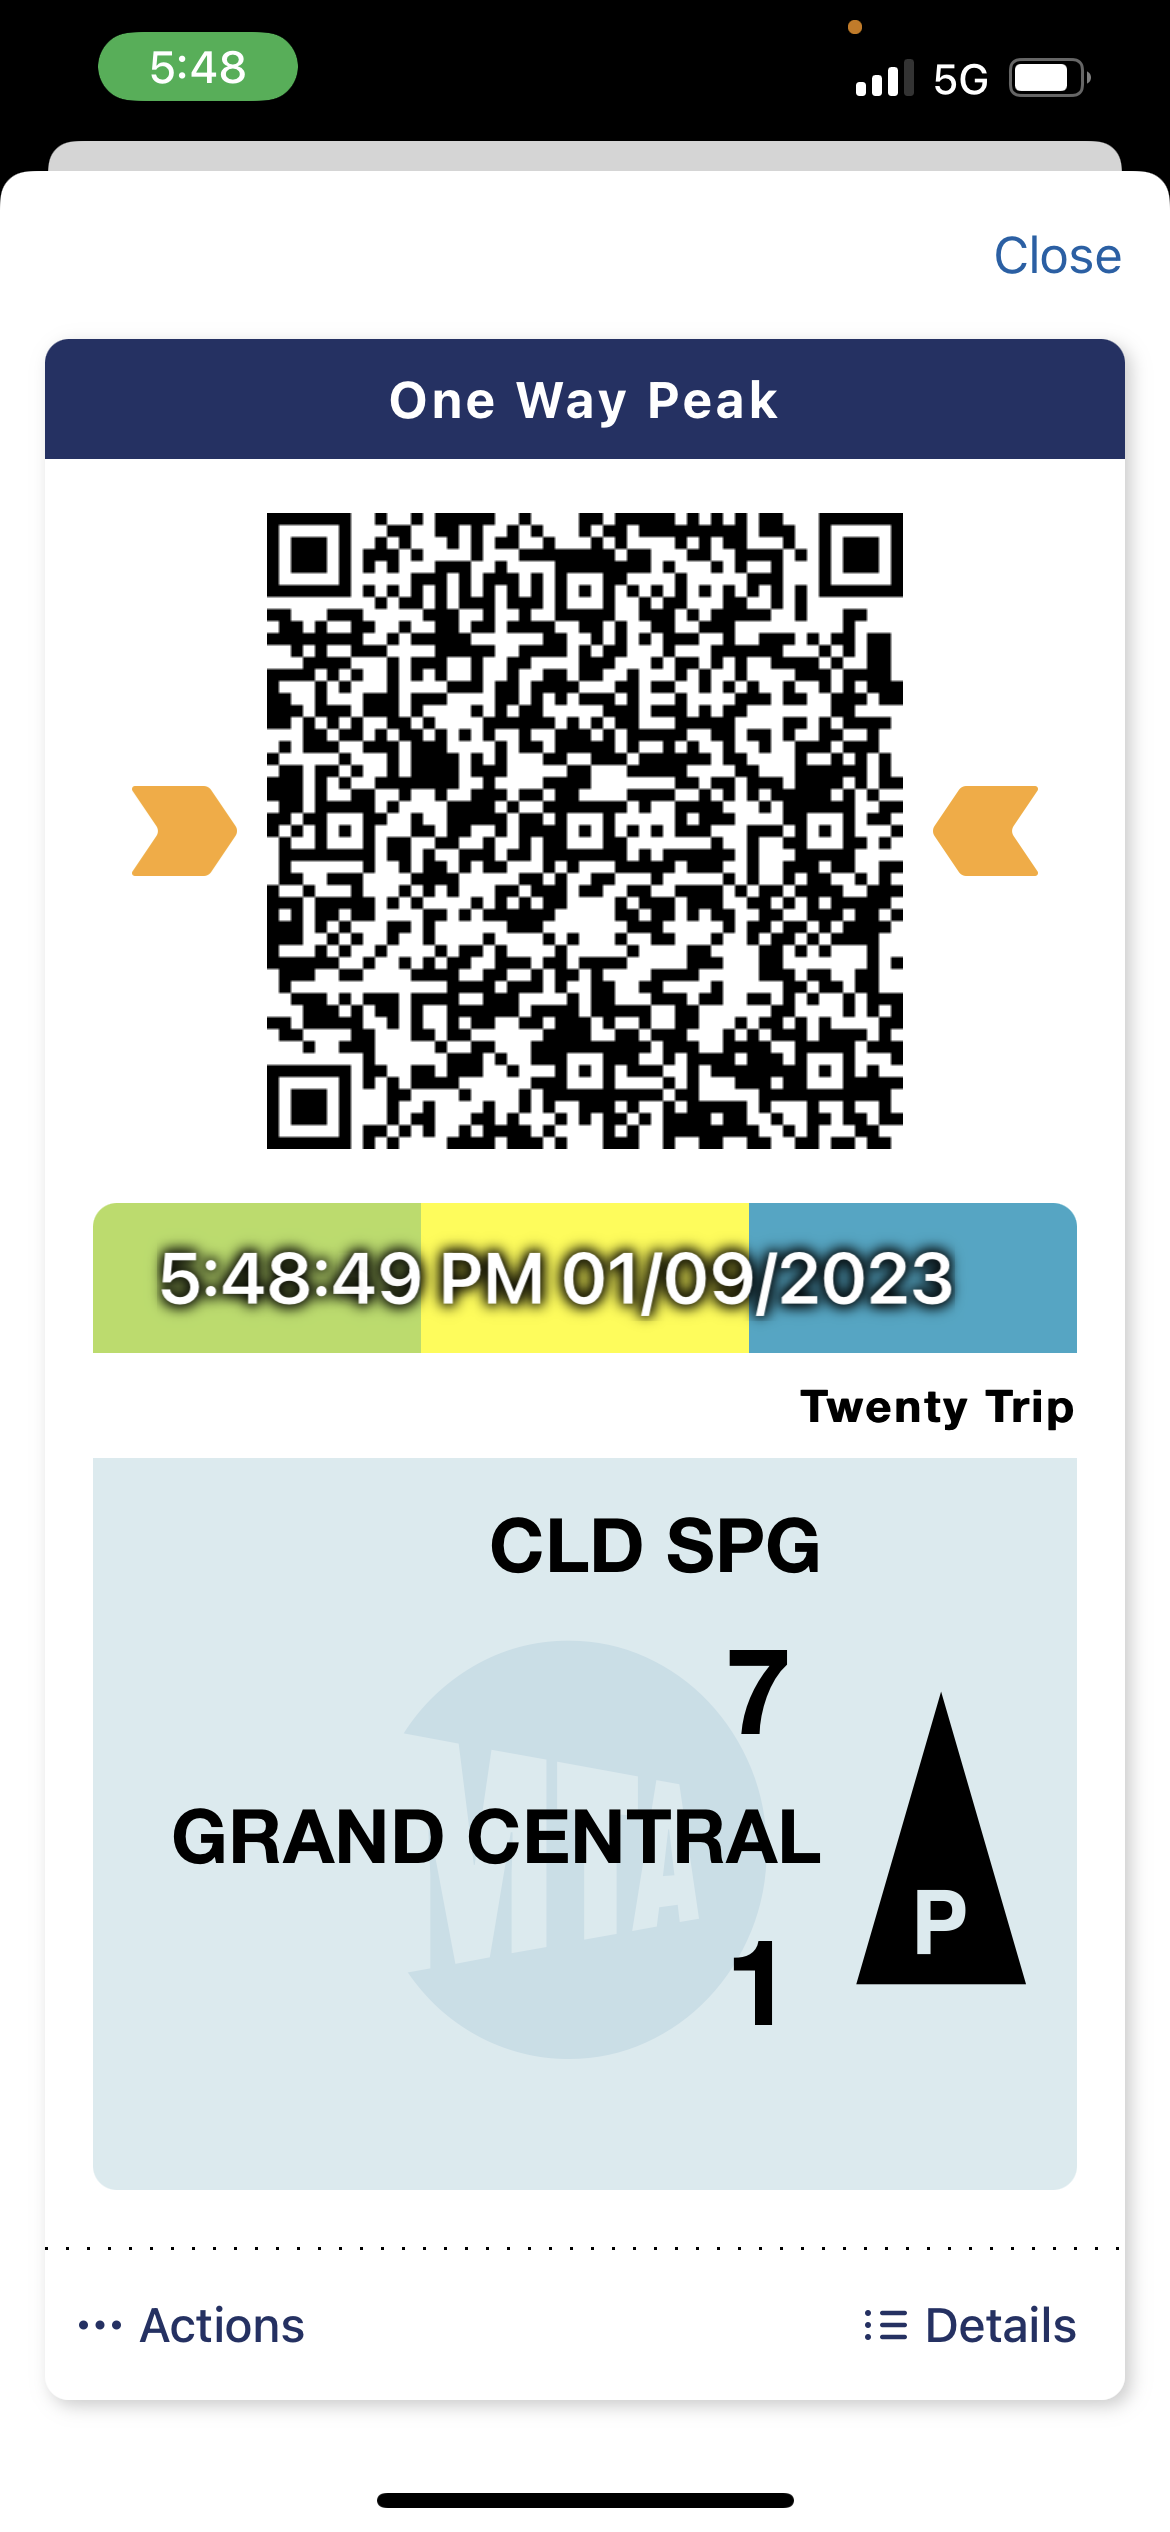 5:48
5G
Close
One Way Peak
5:48:49 PM 01/09/2023
Twenty Trip
CLD SPG
7
MTA
GRAND CENTRAL
P
1
Actions
Details